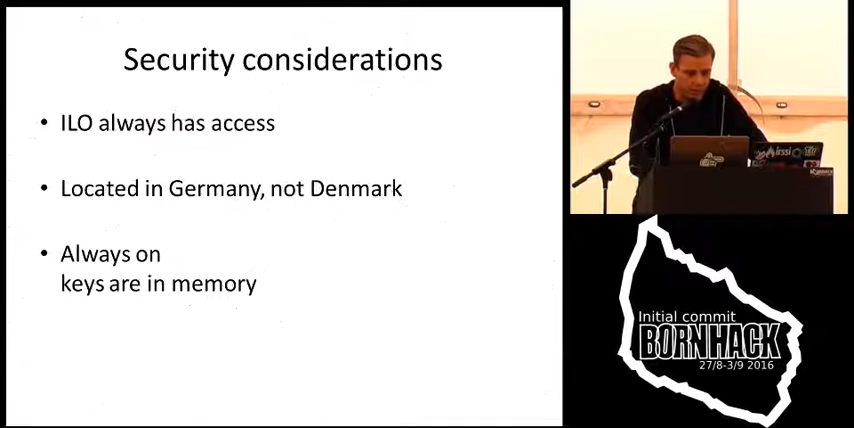 Security considerations
• ILO always has access
• Located in Germany, not Denmark
• Always on
keys are in memory
irssi
Initial commit
BORNHACK
27/8-3/9 2016